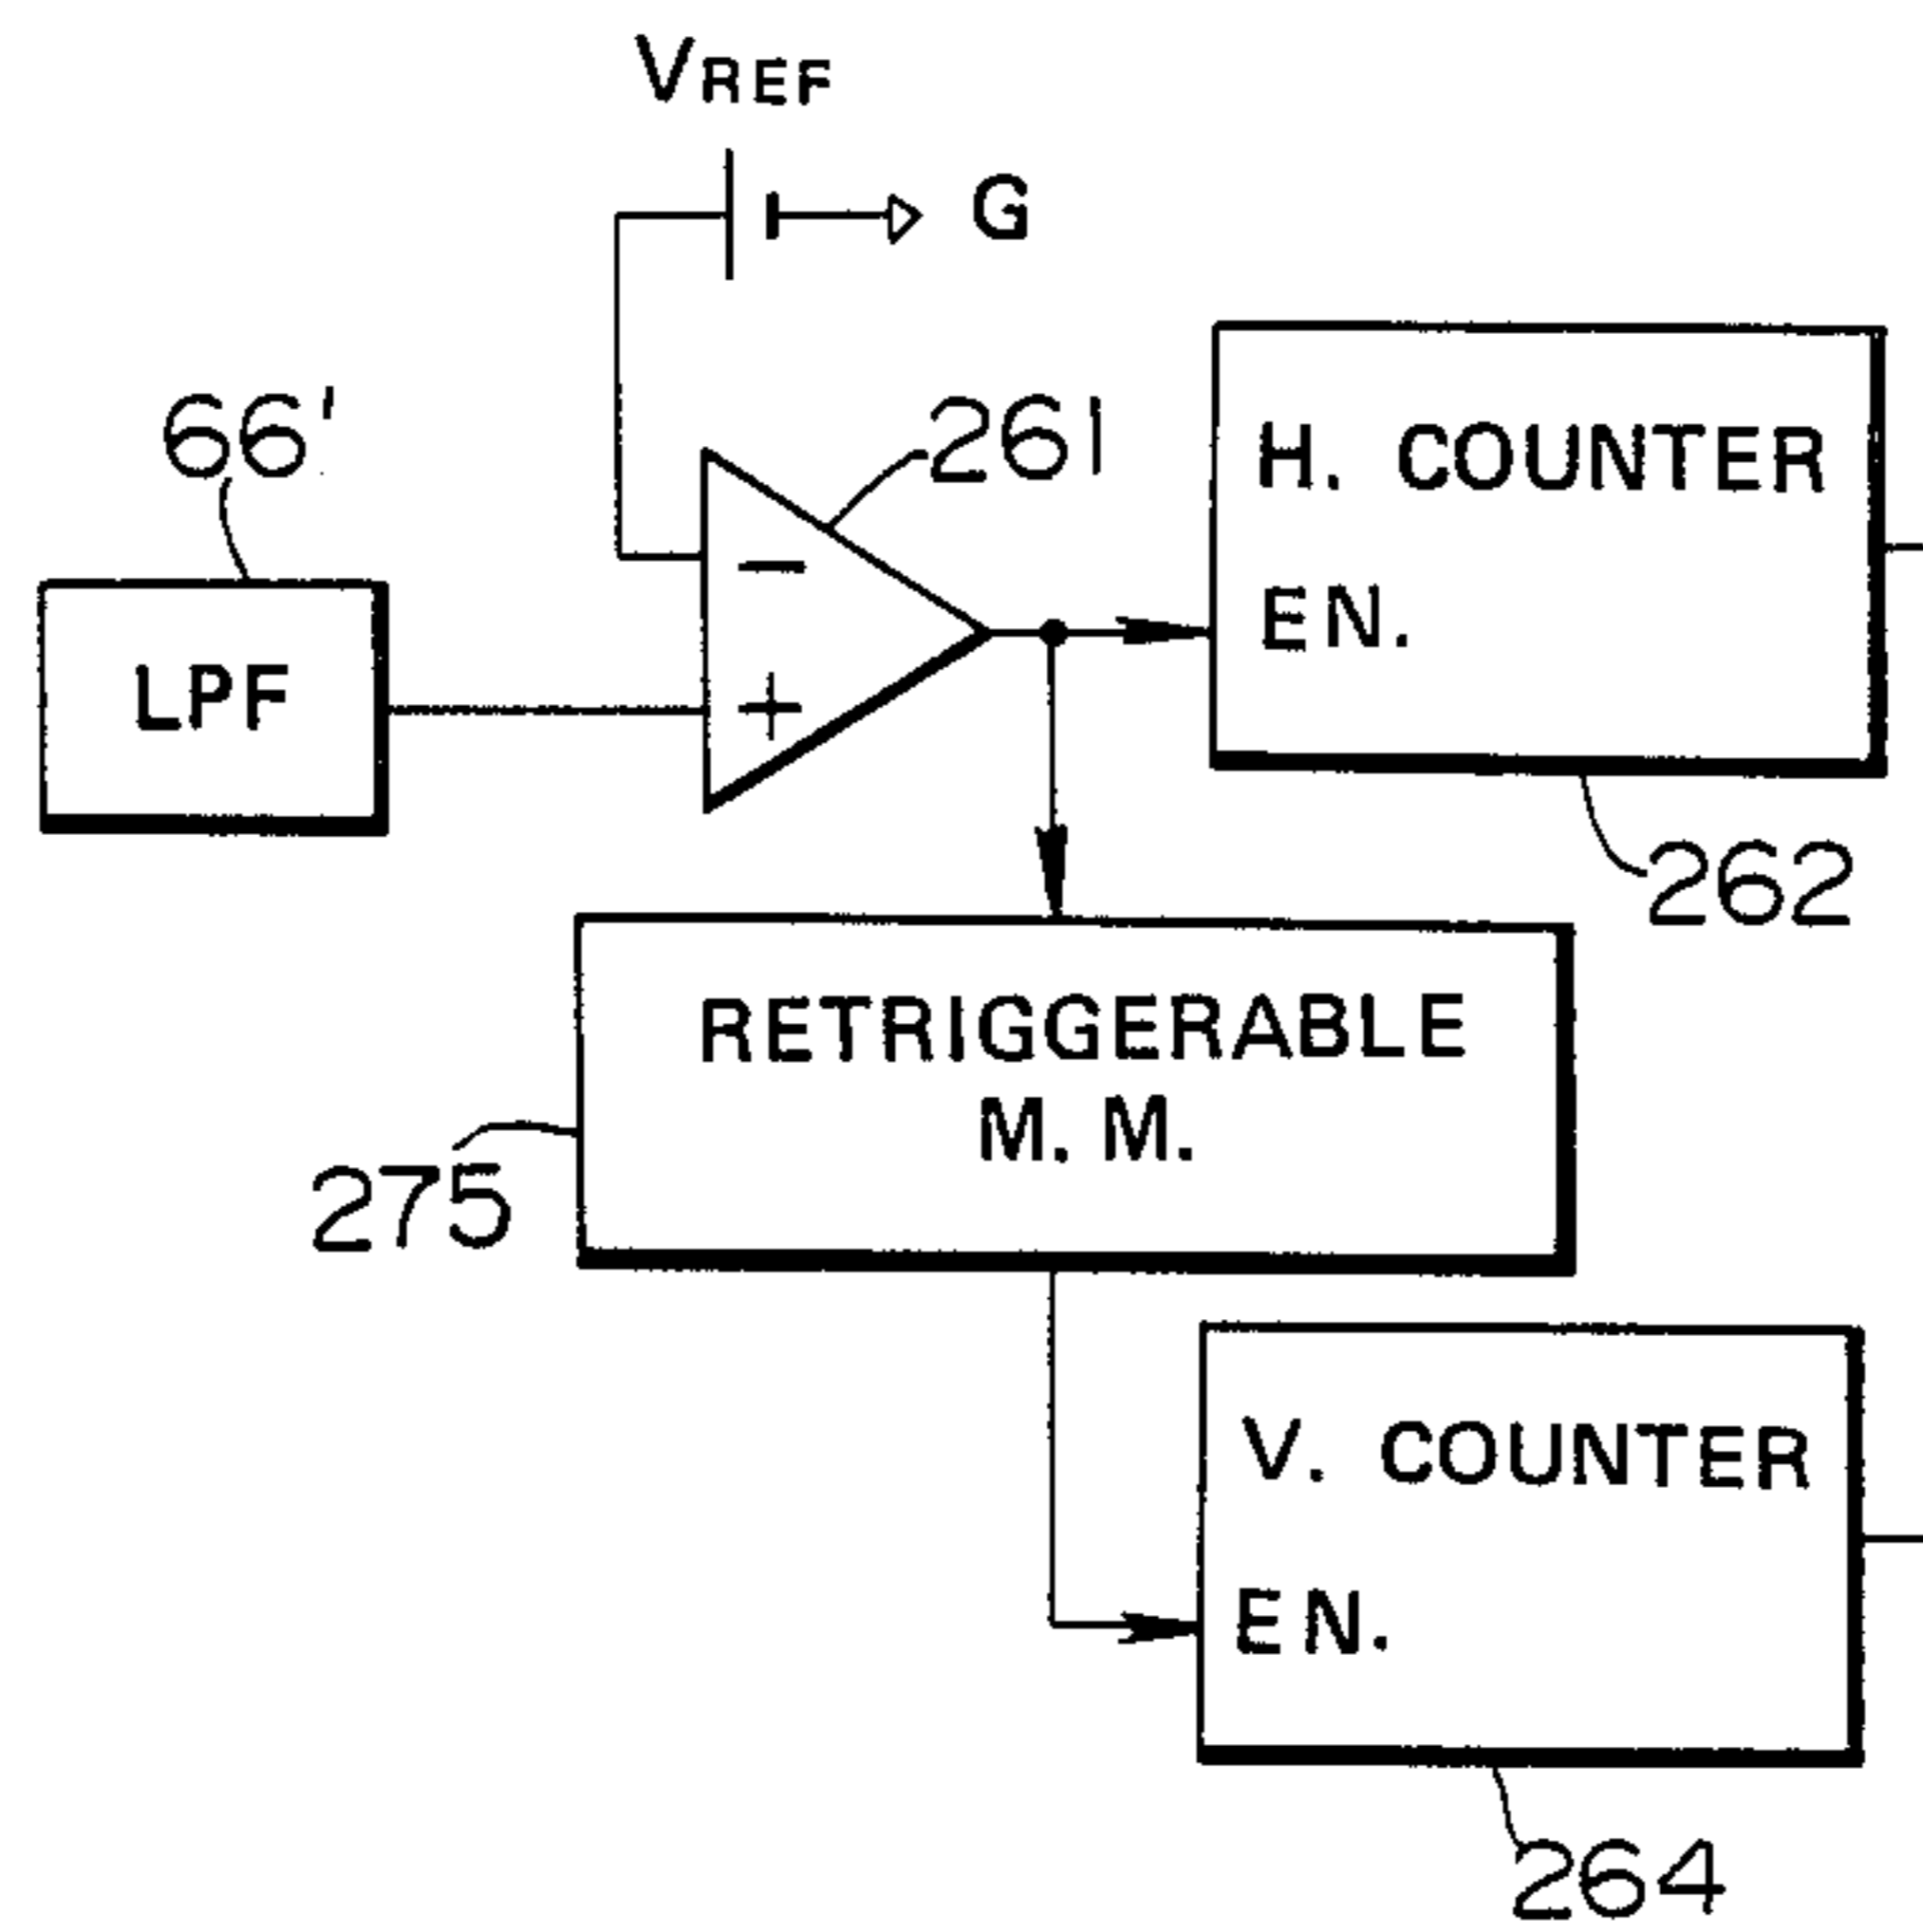 VREF
G
66'
261
H. COUNTER
EN.
LPF
−
+
262
RETRIGGERABLE
M. M.
275
V. COUNTER
EN.
264